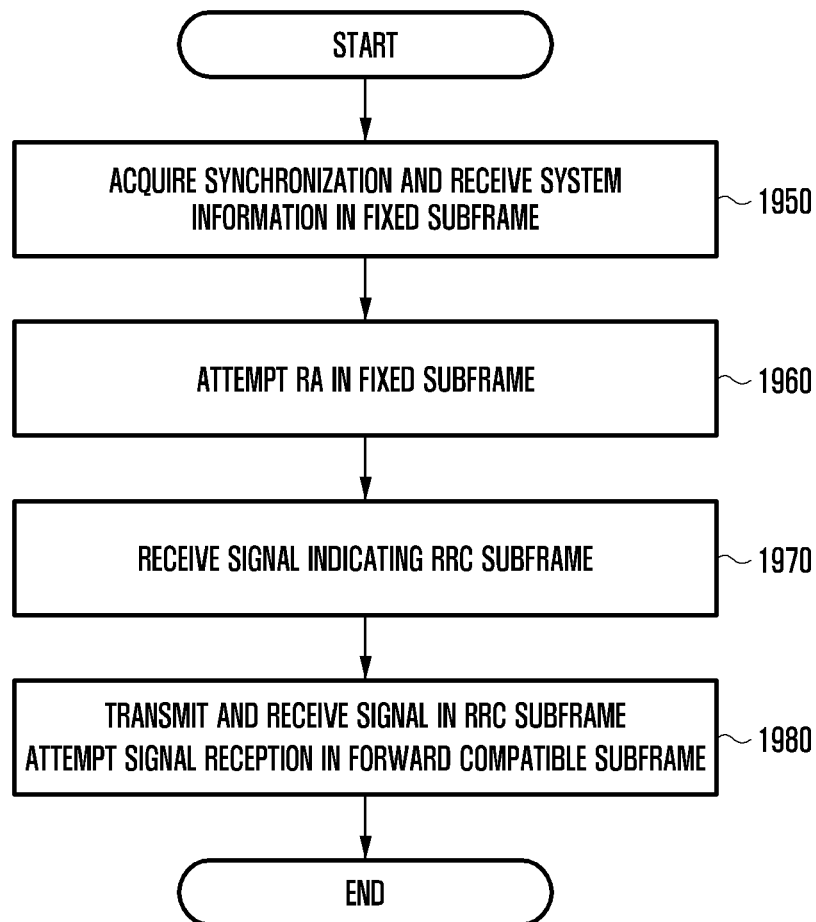 START
ACQUIRE SYNCHRONIZATION AND RECEIVE SYSTEM
INFORMATION IN FIXED SUBFRAME
1950
ATTEMPT RA IN FIXED SUBFRAME
1960
RECEIVE SIGNAL INDICATING RRC SUBFRAME
1970
TRANSMIT AND RECEIVE SIGNAL IN RRC SUBFRAME
ATTEMPT SIGNAL RECEPTION IN FORWARD COMPATIBLE SUBFRAME
1980
END